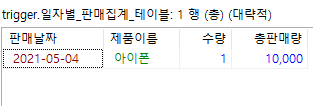 trigger.일자별_판매집계_테이블: 1 행 (총) (대략적)
판매날짜 제품이름 수량 총판매량
2021-05-04 아이폰 1 10,000